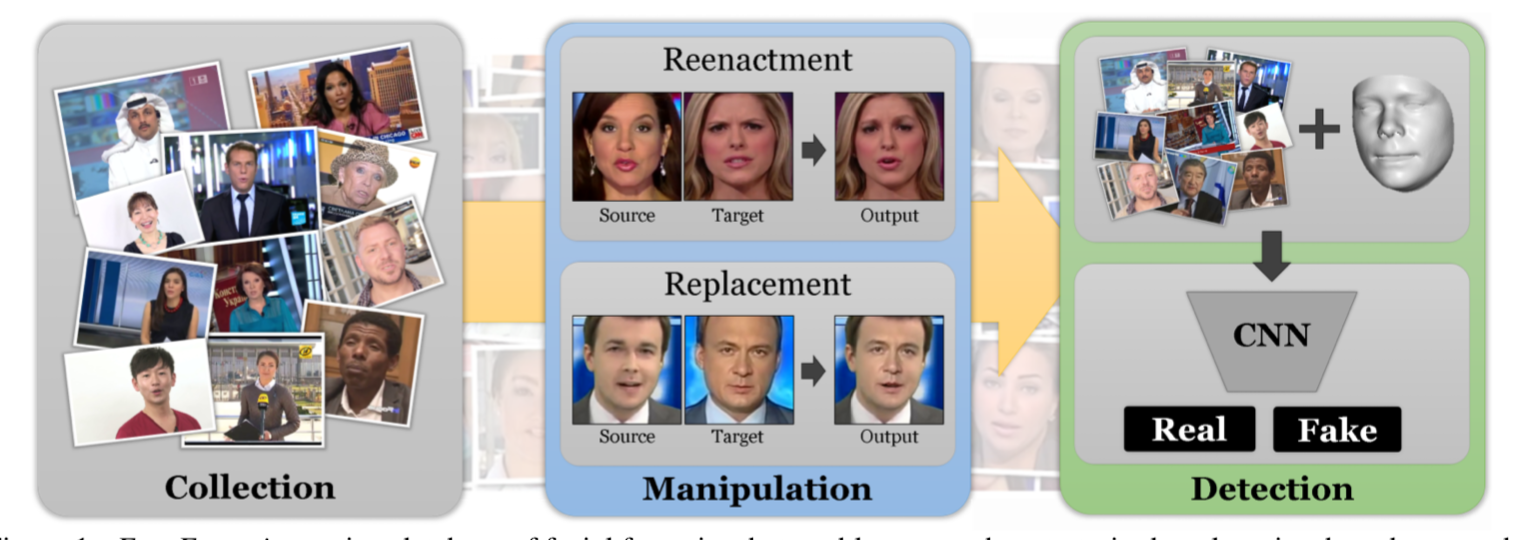 Reenactment
Source Target Output
Replacement
Source Target Output
CNN
Real Fake
Collection
Manipulation
Detection